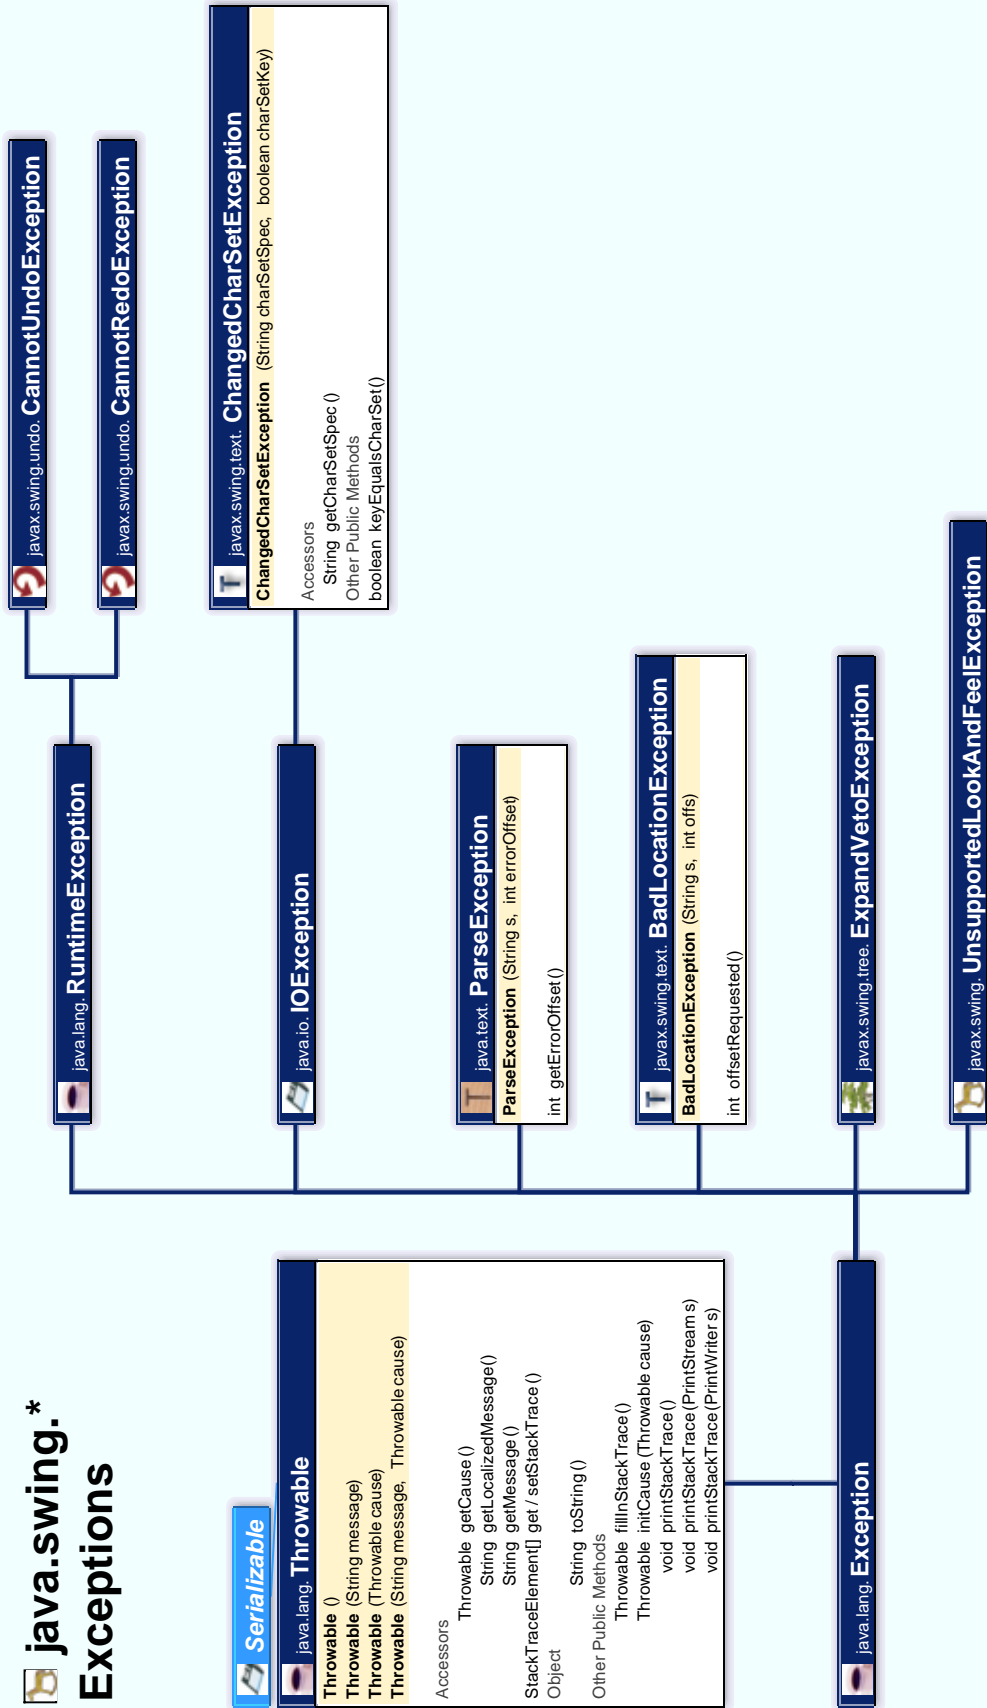 java.swing.*
Exceptions
Serializable
java.lang. Throwable
Throwable ()
Throwable (String message)
Throwable (Throwable cause)
Throwable (String message, Throwable cause)
Accessors
Throwable getCause ()
String getLocalizedMessage ()
String getMessage ()
StackTraceElement[] get / setStackTrace ()
Object
String toString ()
Other Public Methods
Throwable fillInStackTrace ()
Throwable initCause (Throwable cause)
void printStackTrace ()
void printStackTrace (PrintStream s)
void printStackTrace (PrintWriter s)
java.lang. Exception
java.lang. RuntimeException
java.io. IOException
java.text. ParseException
ParseException (String s, int errorOffset)
int getErrorOffset ()
javax.swing.text. BadLocationException
BadLocationException (String s, int offs)
int offsetRequested ()
javax.swing.tree. ExpandVetoException
javax.swing. UnsupportedLookAndFeelException
javax.swing.undo. CannotUndoException
javax.swing.undo. CannotRedoException
javax.swing.text. ChangedCharSetException
ChangedCharSetException (String charSetSpec, boolean charSetKey)
Accessors
String getCharSetSpec ()
Other Public Methods
boolean keyEqualsCharSet ()